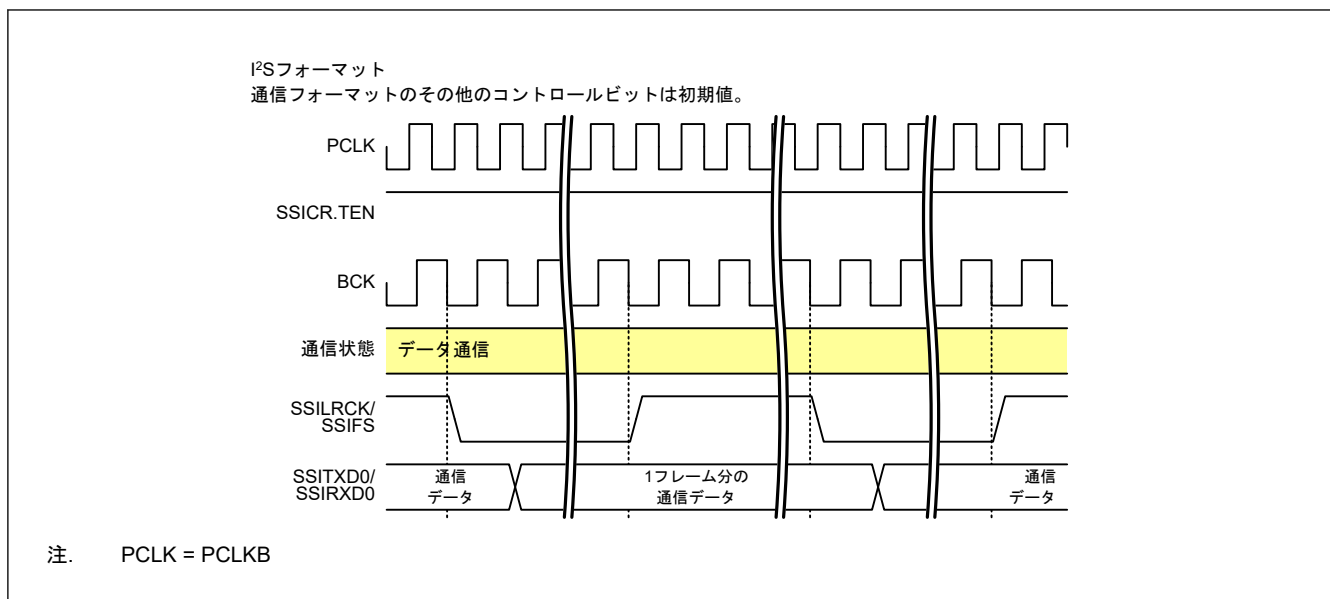 I²Sフォーマット
通信フォーマットのその他のコントロールビットは初期値。
PCLK
SSICR.TEN
BCK
通信状態
データ通信
SSILRCK/
SSIFS
SSITXD0/
SSIRXD0
通信
データ
1フレーム分の
通信データ
通信
データ
注. PCLK = PCLKB